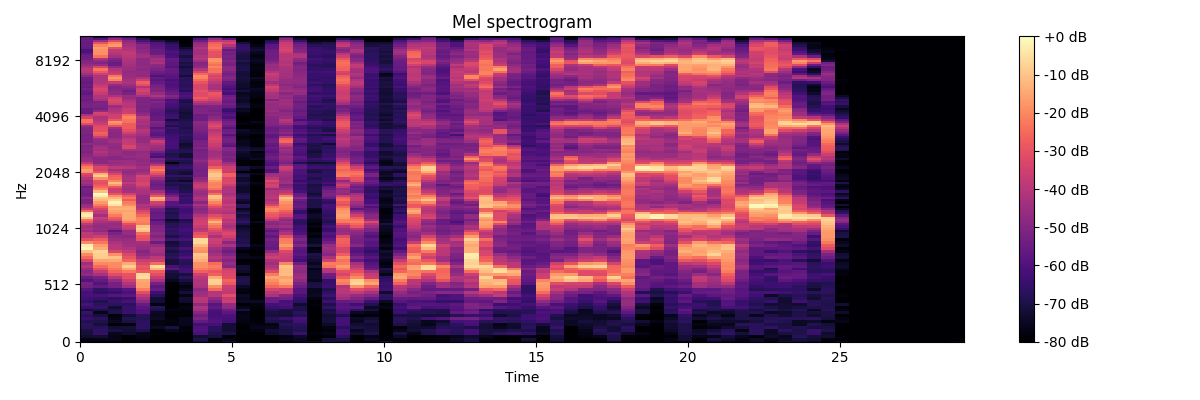 Mel spectrogram
+0 dB
8192
-10 dB
-20 dB
4096
-30 dB
2048
-40 dB
Hz
1024
-50 dB
-60 dB
512
-70 dB
0
-80 dB
0 5 10 15 20 25
Time